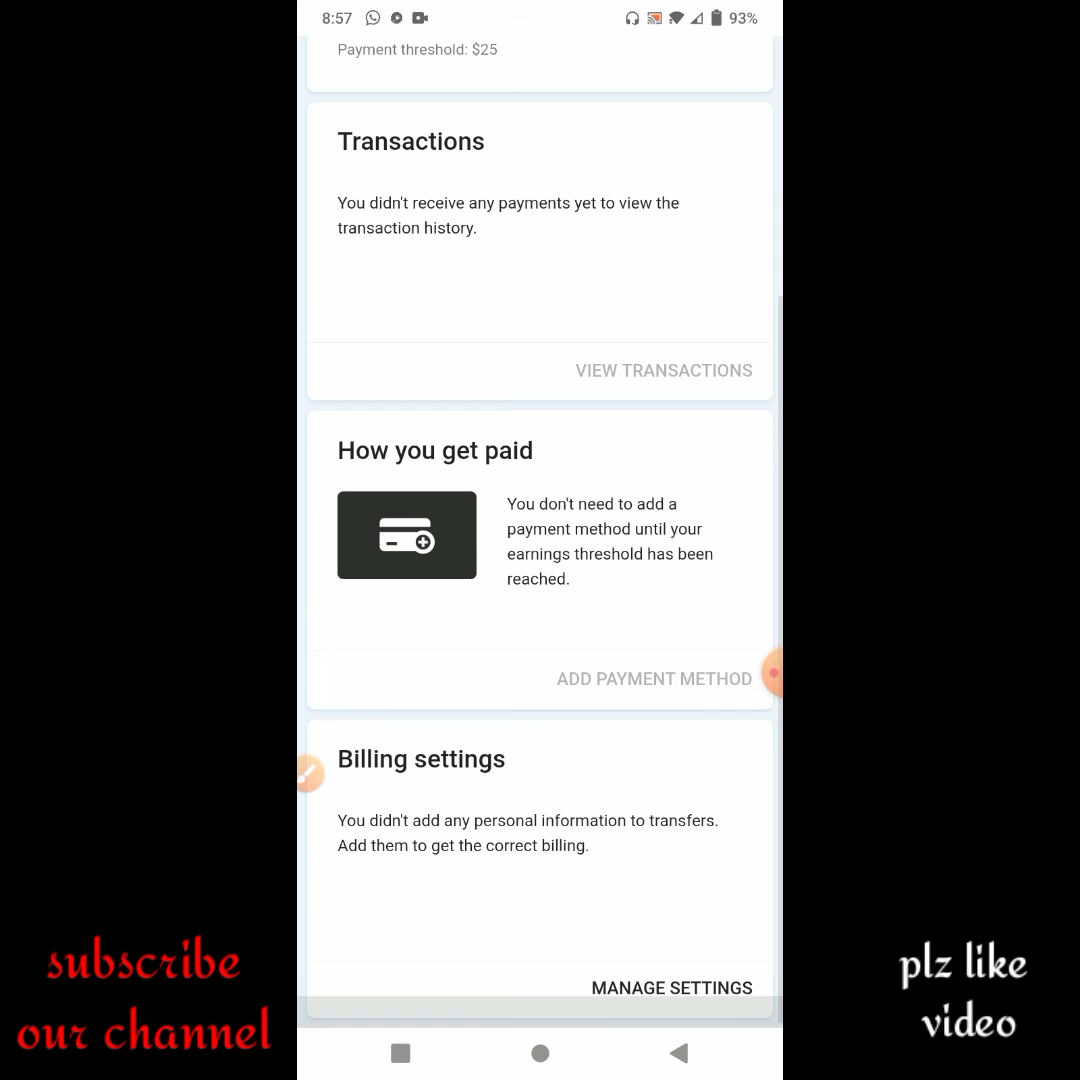 8:57 93%
Payment threshold: $25
Transactions
You didn't receive any payments yet to view the
transaction history.
VIEW TRANSACTIONS
How you get paid
You don't need to add a
payment method until your
earnings threshold has been
reached.
ADD PAYMENT METHOD
Billing settings
You didn't add any personal information to transfers.
Add them to get the correct billing.
MANAGE SETTINGS
subscribe
our channel
plz like
video